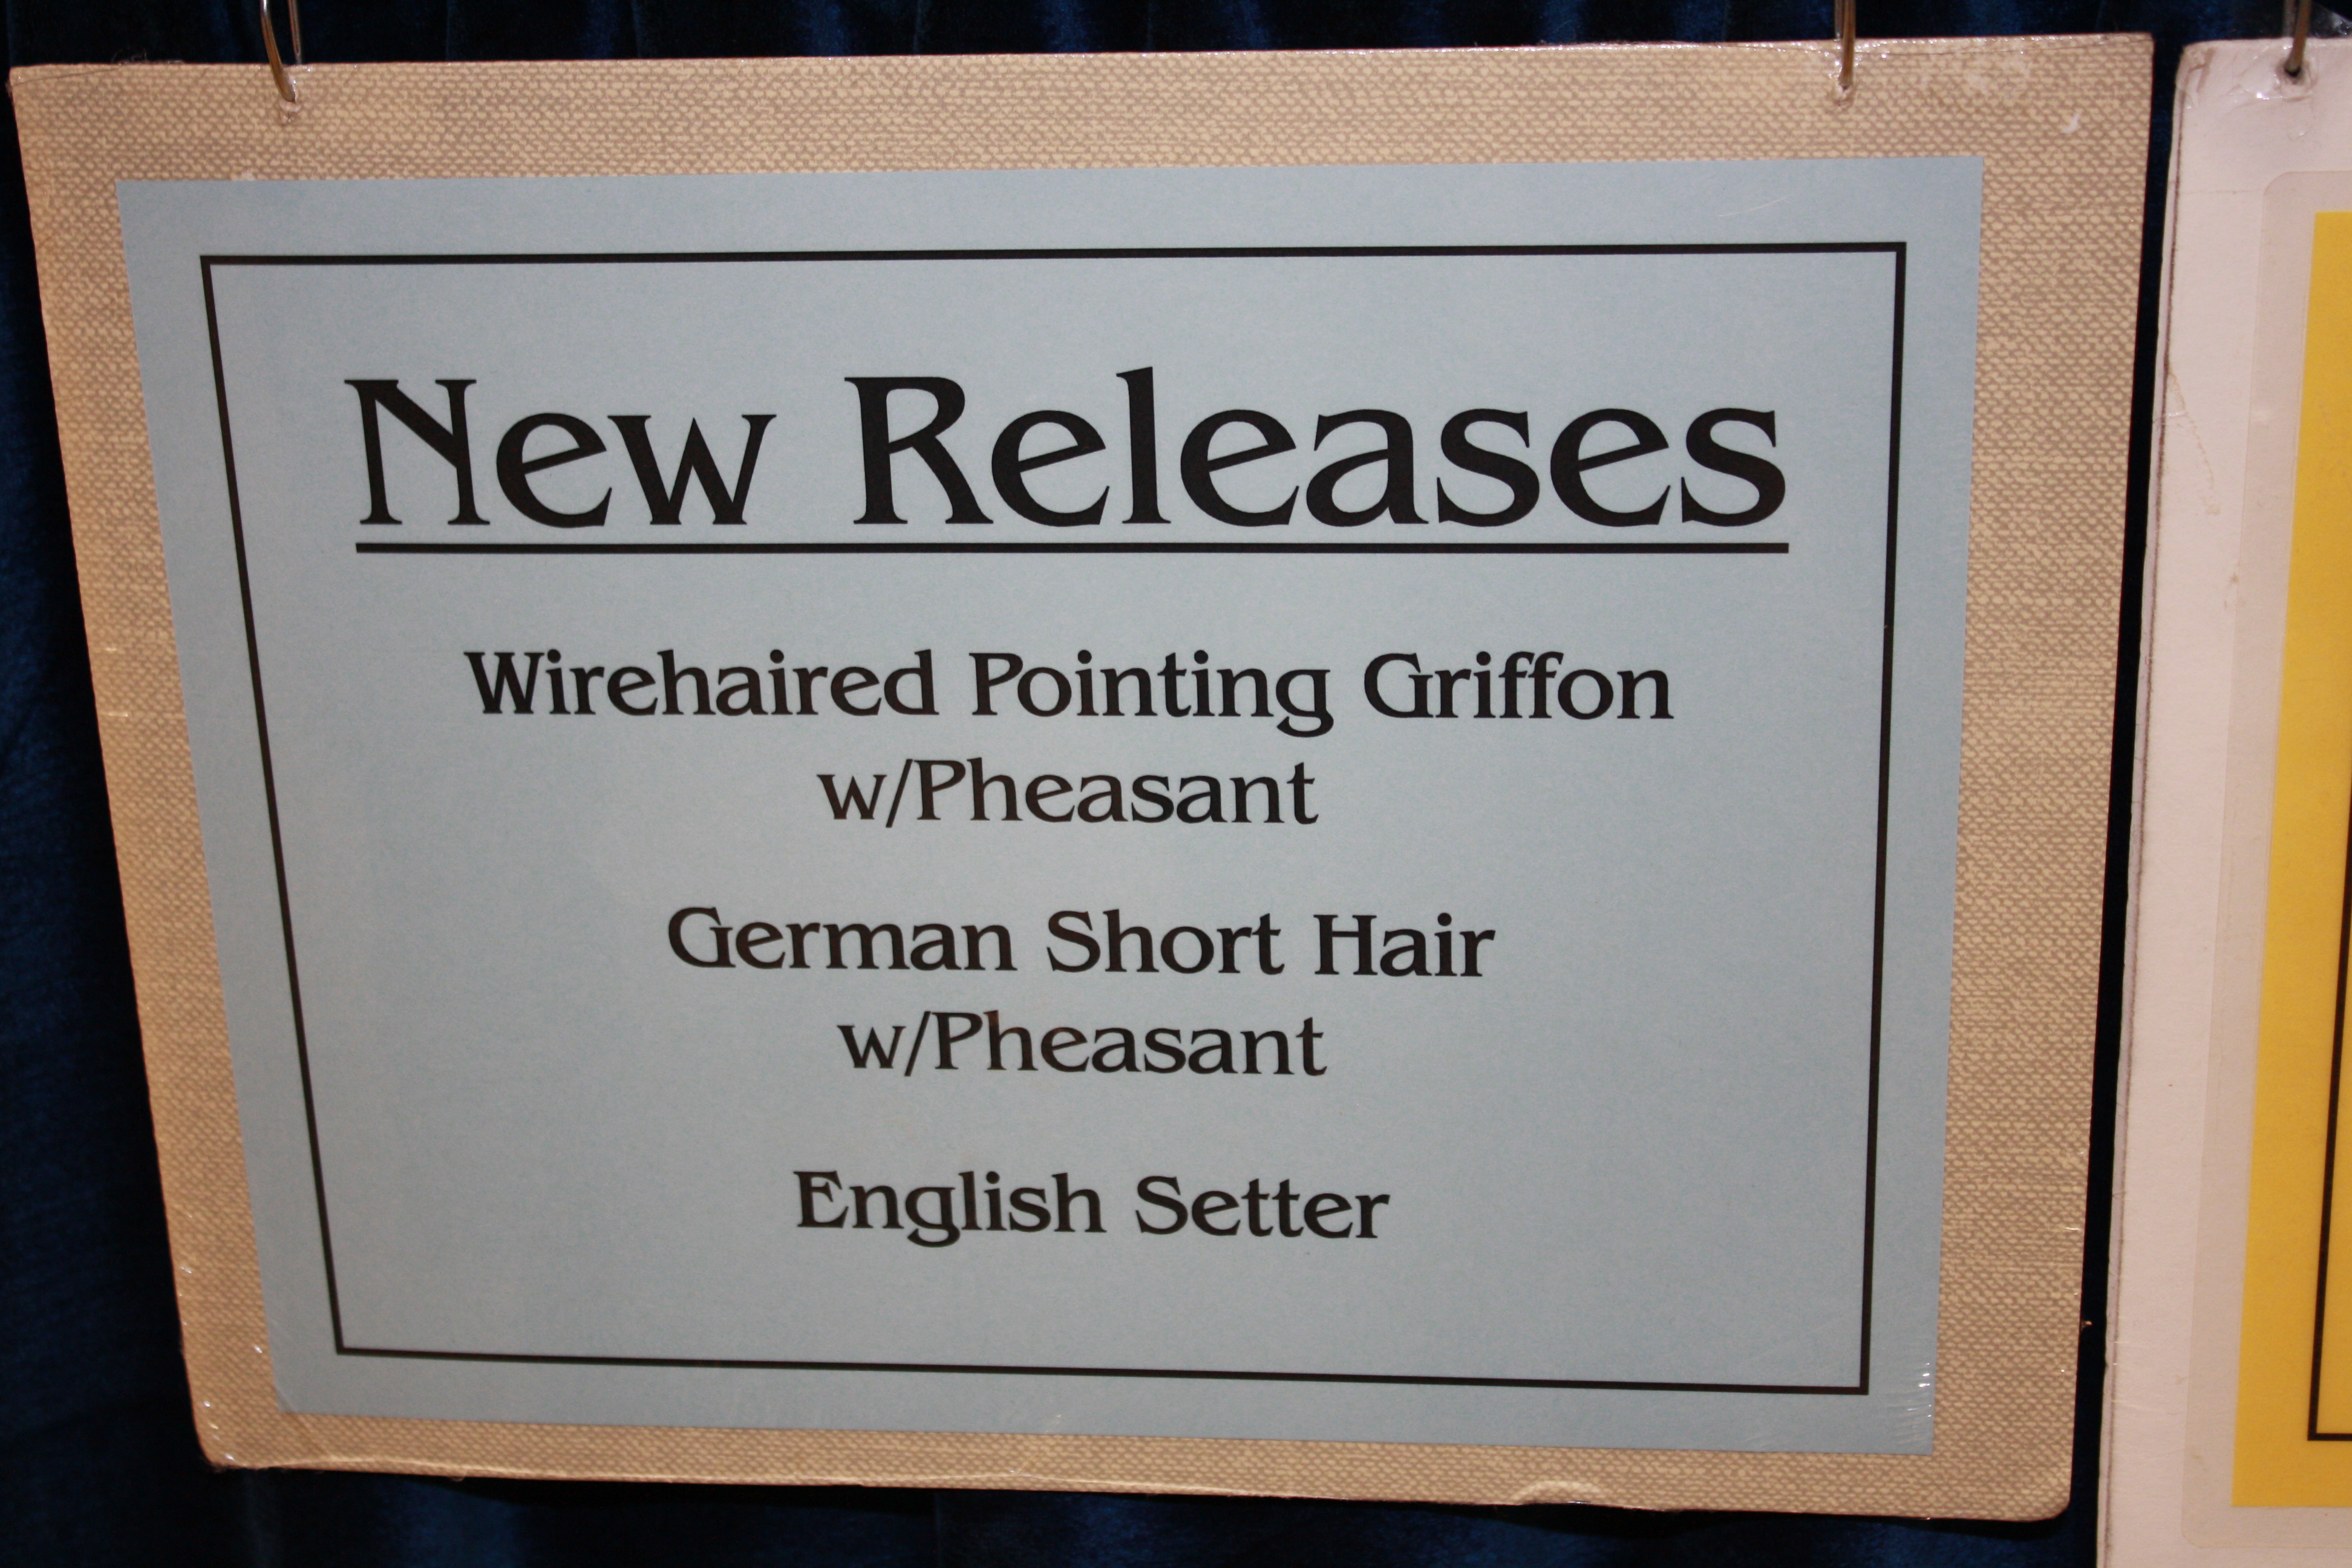 New Releases
Wirehaired Pointing Griffon
w/Pheasant
German Short Hair
w/Pheasant
English Setter